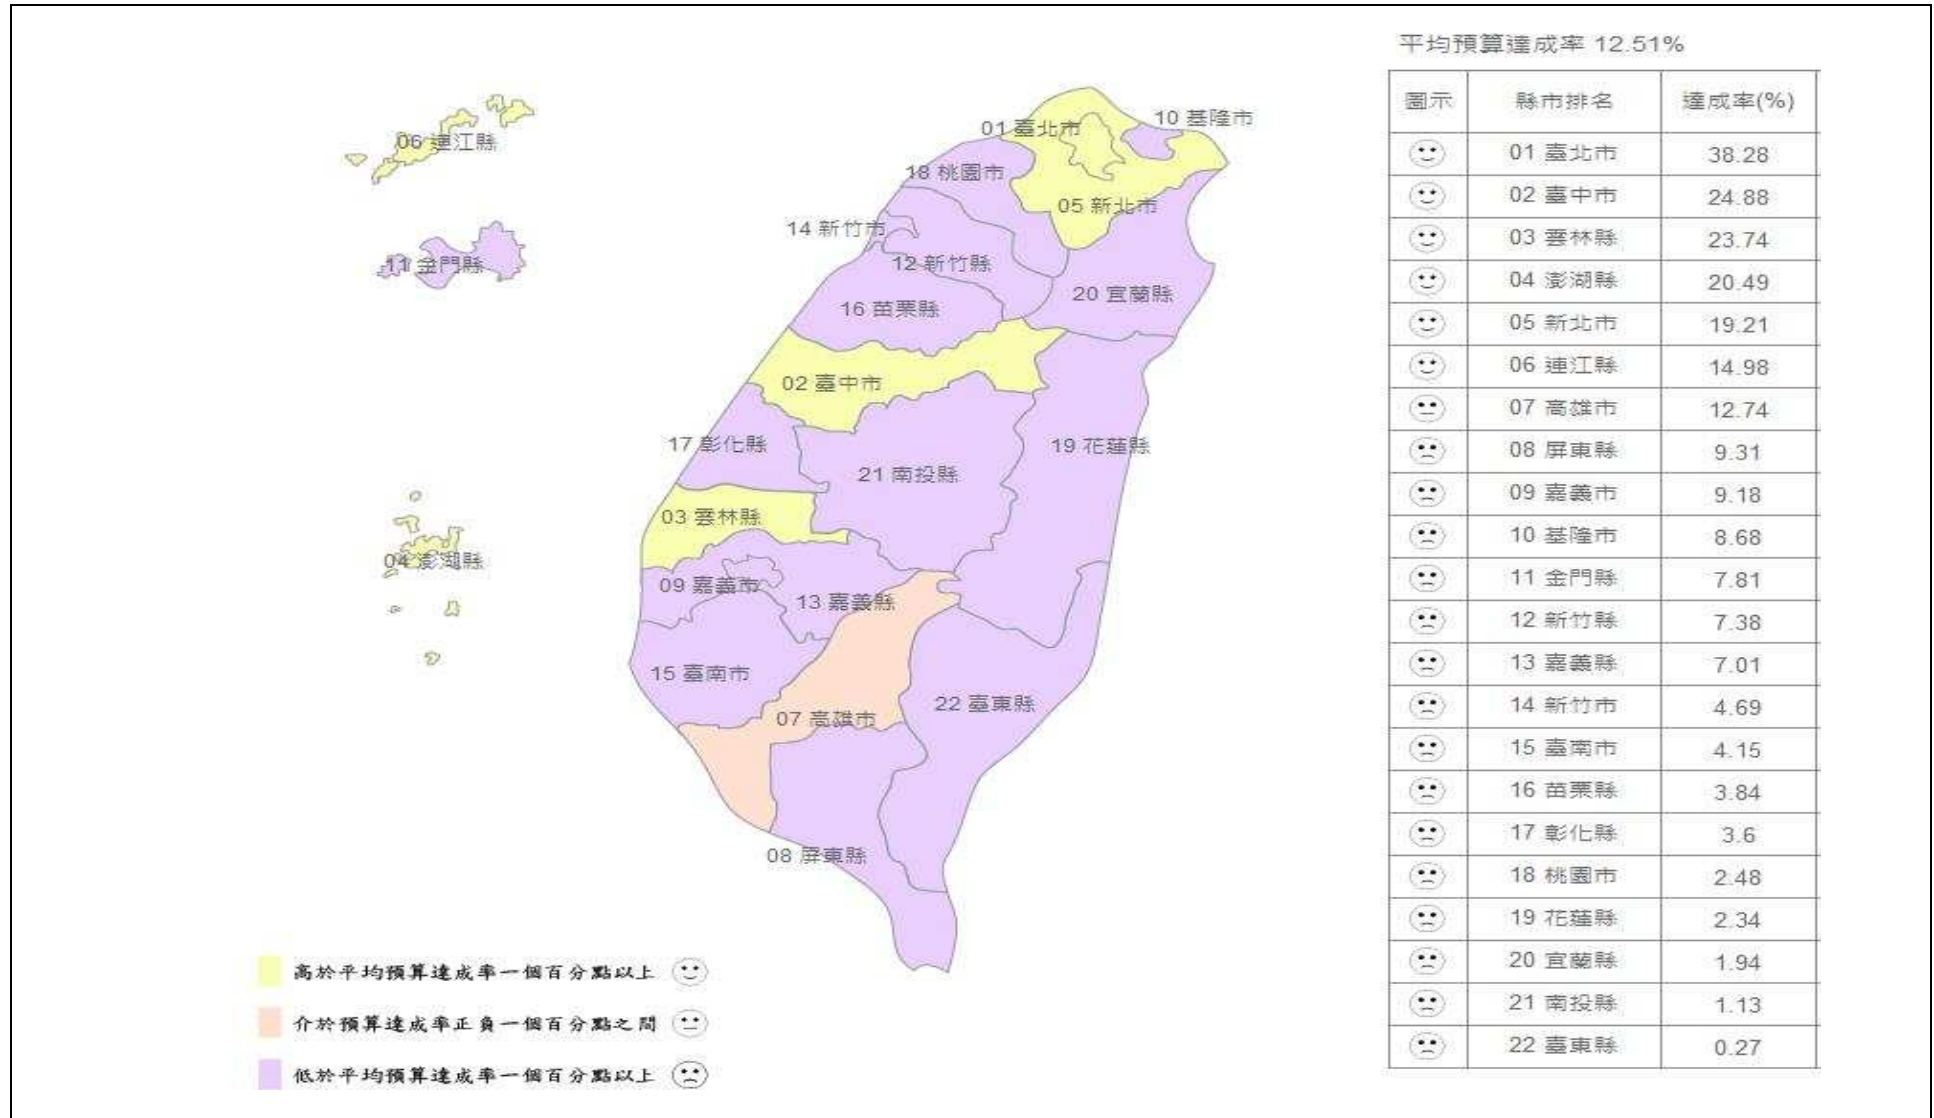 平均預算達成率 12.51%
圖示 縣市排名 達成率(%)
01 臺北市 38.28
02 臺中市 24.88
03 雲林縣 23.74
04 澎湖縣 20.49
05 新北市 19.21
06 連江縣 14.98
07 高雄市 12.74
08 屏東縣 9.31
09 嘉義市 9.18
10 基隆市 8.68
11 金門縣 7.81
12 新竹縣 7.38
13 嘉義縣 7.01
14 新竹市 4.69
15 臺南市 4.15
16 苗栗縣 3.84
17 彰化縣 3.6
18 桃園市 2.48
19 花蓮縣 2.34
20 宜蘭縣 1.94
21 南投縣 1.13
22 臺東縣 0.27
10 基隆市
01 臺北市
06 連江縣
18 桃園市
05 新北市
14 新竹市
11 金門縣
12 新竹縣
20 宜蘭縣
16 苗栗縣
02 臺中市
17 彰化縣
19 花蓮縣
21 南投縣
03 雲林縣
04 澎湖縣
09 嘉義市
13 嘉義縣
15 臺南市
22 臺東縣
07 高雄市
08 屏東縣
高於平均預算達成率一個百分點以上
介於預算達成率正負一個百分點之間
低於平均預算達成率一個百分點以上